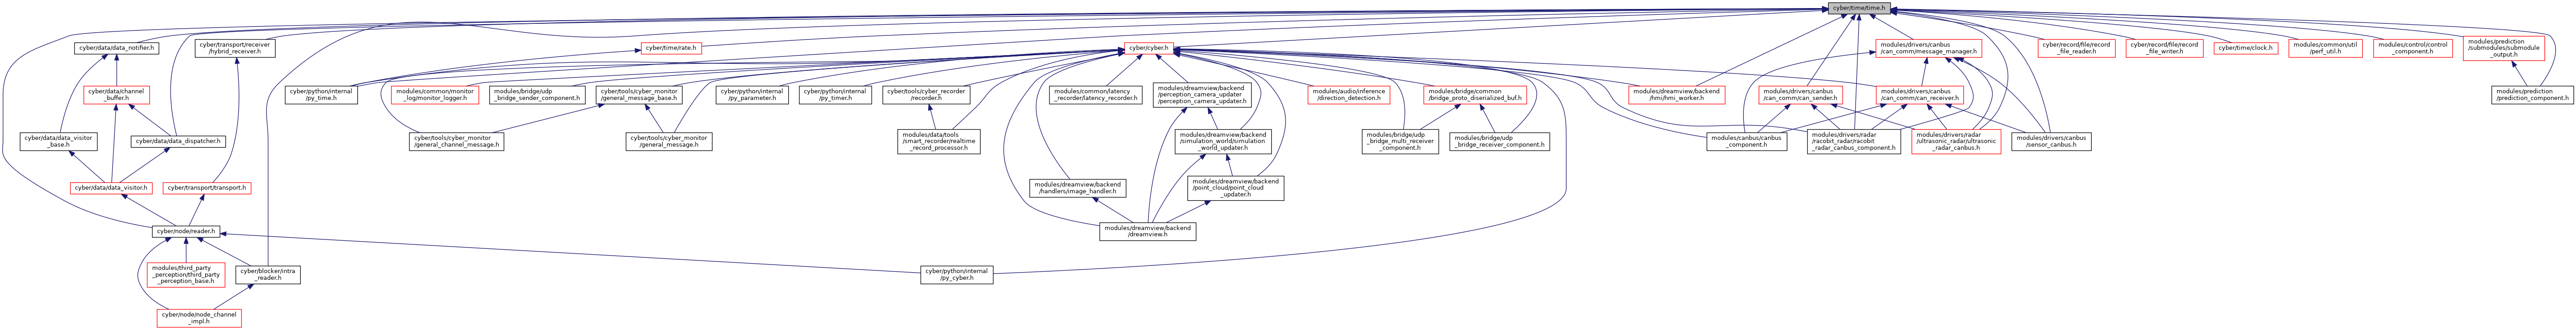 cyber/time/time.h
cyber/data/data_notifier.h
cyber/transport/receiver
/hybrid_receiver.h
cyber/time/rate.h
cyber/cyber.h
modules/drivers/canbus
/can_comm/message_manager.h
cyber/record/file/record
_file_reader.h
cyber/record/file/record
_file_writer.h
cyber/time/clock.h
modules/common/util
/perf_util.h
modules/control/control
_component.h
modules/prediction
/submodules/submodule
_output.h
cyber/data/channel
_buffer.h
cyber/python/internal
/py_time.h
modules/common/monitor
_log/monitor_logger.h
modules/bridge/udp
_bridge_sender_component.h
cyber/tools/cyber_monitor
/general_message_base.h
cyber/python/internal
/py_parameter.h
cyber/python/internal
/py_timer.h
cyber/tools/cyber_recorder
/recorder.h
modules/common/latency
_recorder/latency_recorder.h
modules/dreamview/backend
/perception_camera_updater
/perception_camera_updater.h
modules/audio/inference
/direction_detection.h
modules/bridge/common
/bridge_proto_diserialized_buf.h
modules/dreamview/backend
/hmi/hmi_worker.h
modules/drivers/canbus
/can_comm/can_sender.h
modules/drivers/canbus
/can_comm/can_receiver.h
modules/prediction
/prediction_component.h
cyber/data/data_visitor
_base.h
cyber/data/data_dispatcher.h
cyber/tools/cyber_monitor
/general_channel_message.h
cyber/tools/cyber_monitor
/general_message.h
modules/data/tools
/smart_recorder/realtime
_record_processor.h
modules/dreamview/backend
/simulation_world/simulation
_world_updater.h
modules/bridge/udp
_bridge_multi_receiver
_component.h
modules/bridge/udp
_bridge_receiver_component.h
modules/canbus/canbus
_component.h
modules/drivers/radar
/racobit_radar/racobit
_radar_canbus_component.h
modules/drivers/radar
/ultrasonic_radar/ultrasonic
_radar_canbus.h
modules/drivers/canbus
/sensor_canbus.h
cyber/data/data_visitor.h
cyber/transport/transport.h
modules/dreamview/backend
/handlers/image_handler.h
modules/dreamview/backend
/point_cloud/point_cloud
_updater.h
cyber/node/reader.h
modules/dreamview/backend
/dreamview.h
modules/third_party
_perception/third_party
_perception_base.h
cyber/blocker/intra
_reader.h
cyber/python/internal
/py_cyber.h
cyber/node/node_channel
_impl.h